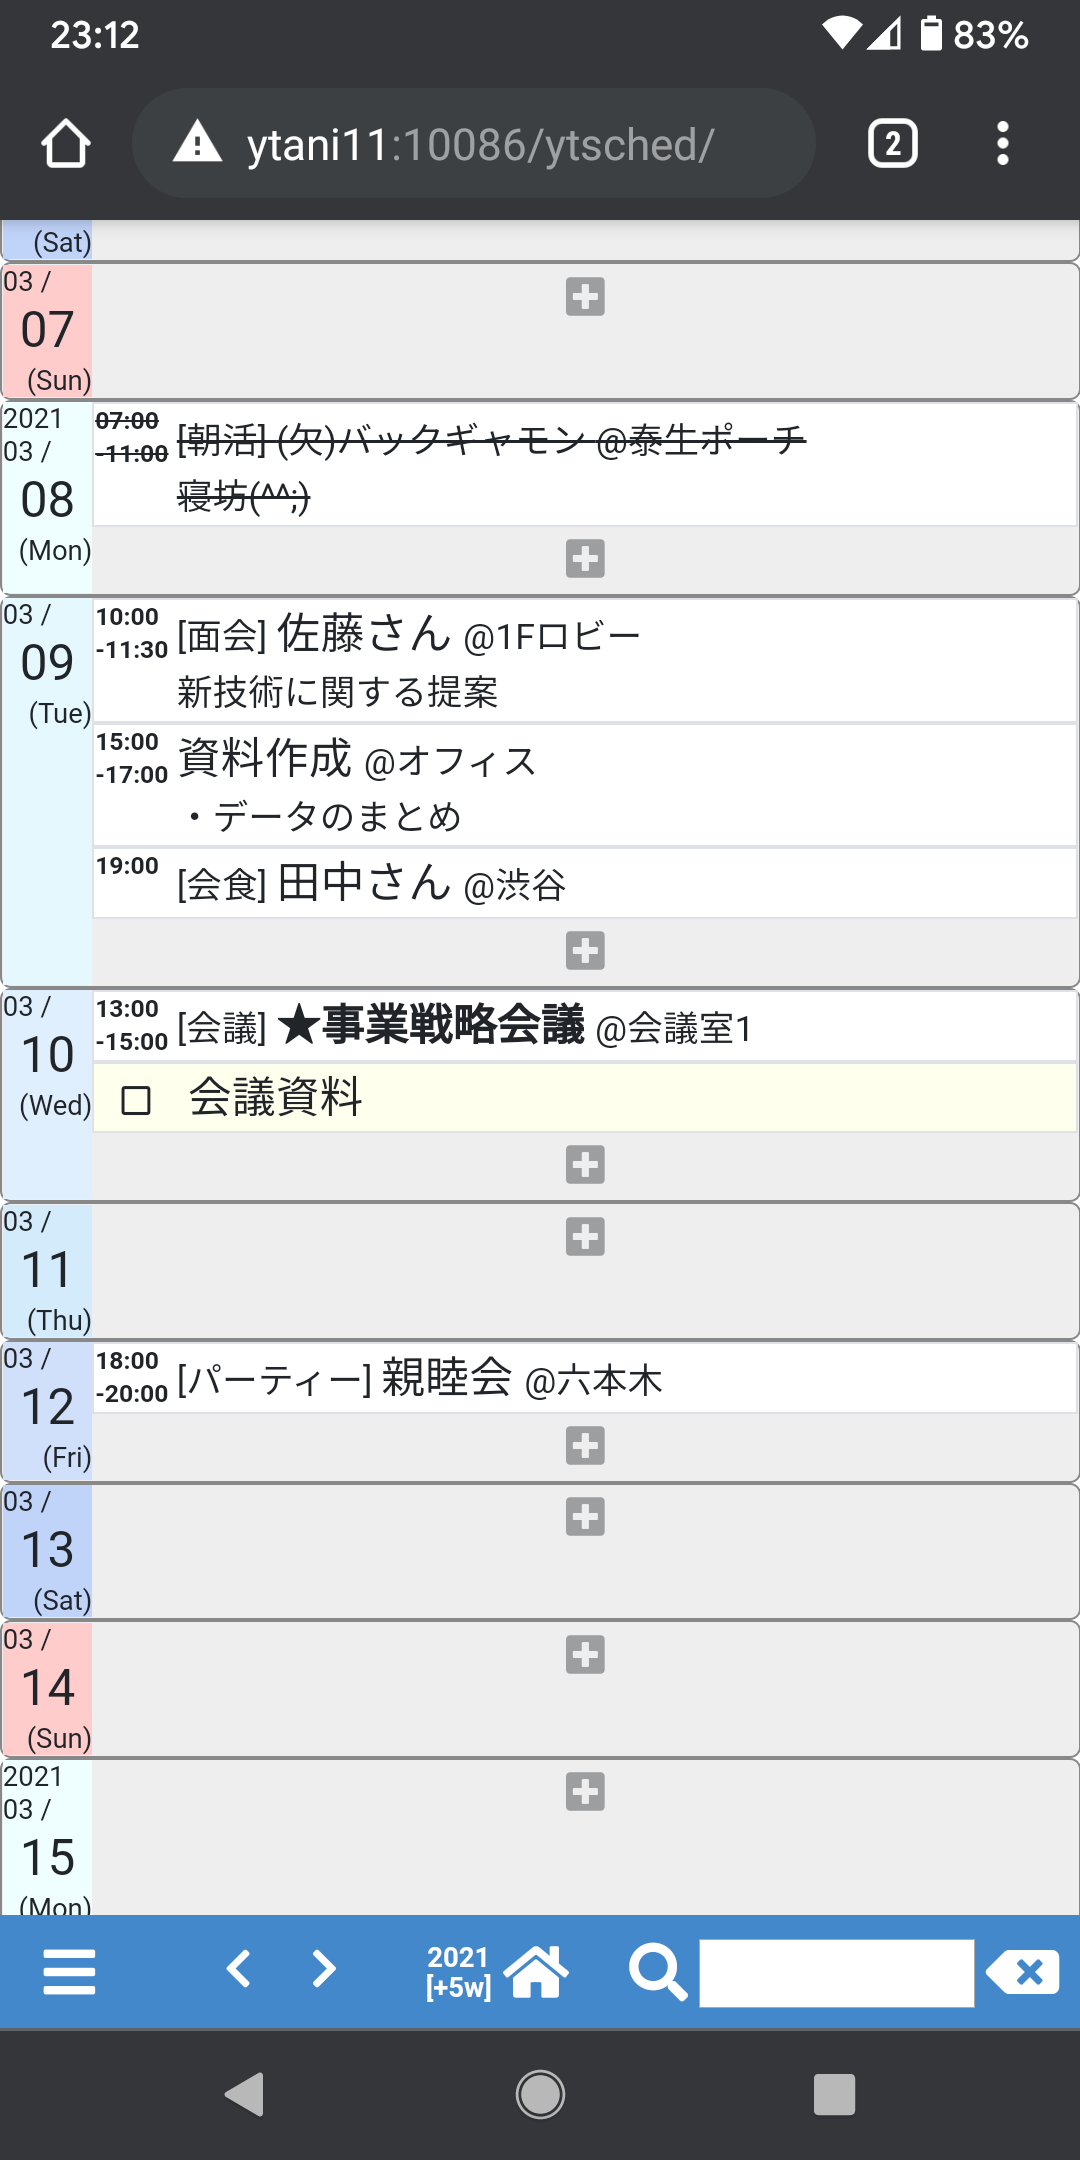 23:12
83%
ytani11:10086/ytsched/
2
(Sat)
03 /
07
(Sun)
2021
03 /
08
(Mon)
07:00
-11:00
[朝活] (欠)バックギャモン @泰生ポーチ
寝坊(^^;)
03 /
09
(Tue)
10:00
-11:30
[面会] 佐藤さん @1Fロビー
新技術に関する提案
15:00
-17:00
資料作成 @オフィス
・データのまとめ
19:00
[会食] 田中さん @渋谷
03 /
10
(Wed)
13:00
-15:00
[会議] ★事業戦略会議 @会議室1
会議資料
03 /
11
(Thu)
03 /
12
(Fri)
18:00
-20:00
[パーティー] 親睦会 @六本木
03 /
13
(Sat)
03 /
14
(Sun)
2021
03 /
15
(Mon)
2021
[+5w]